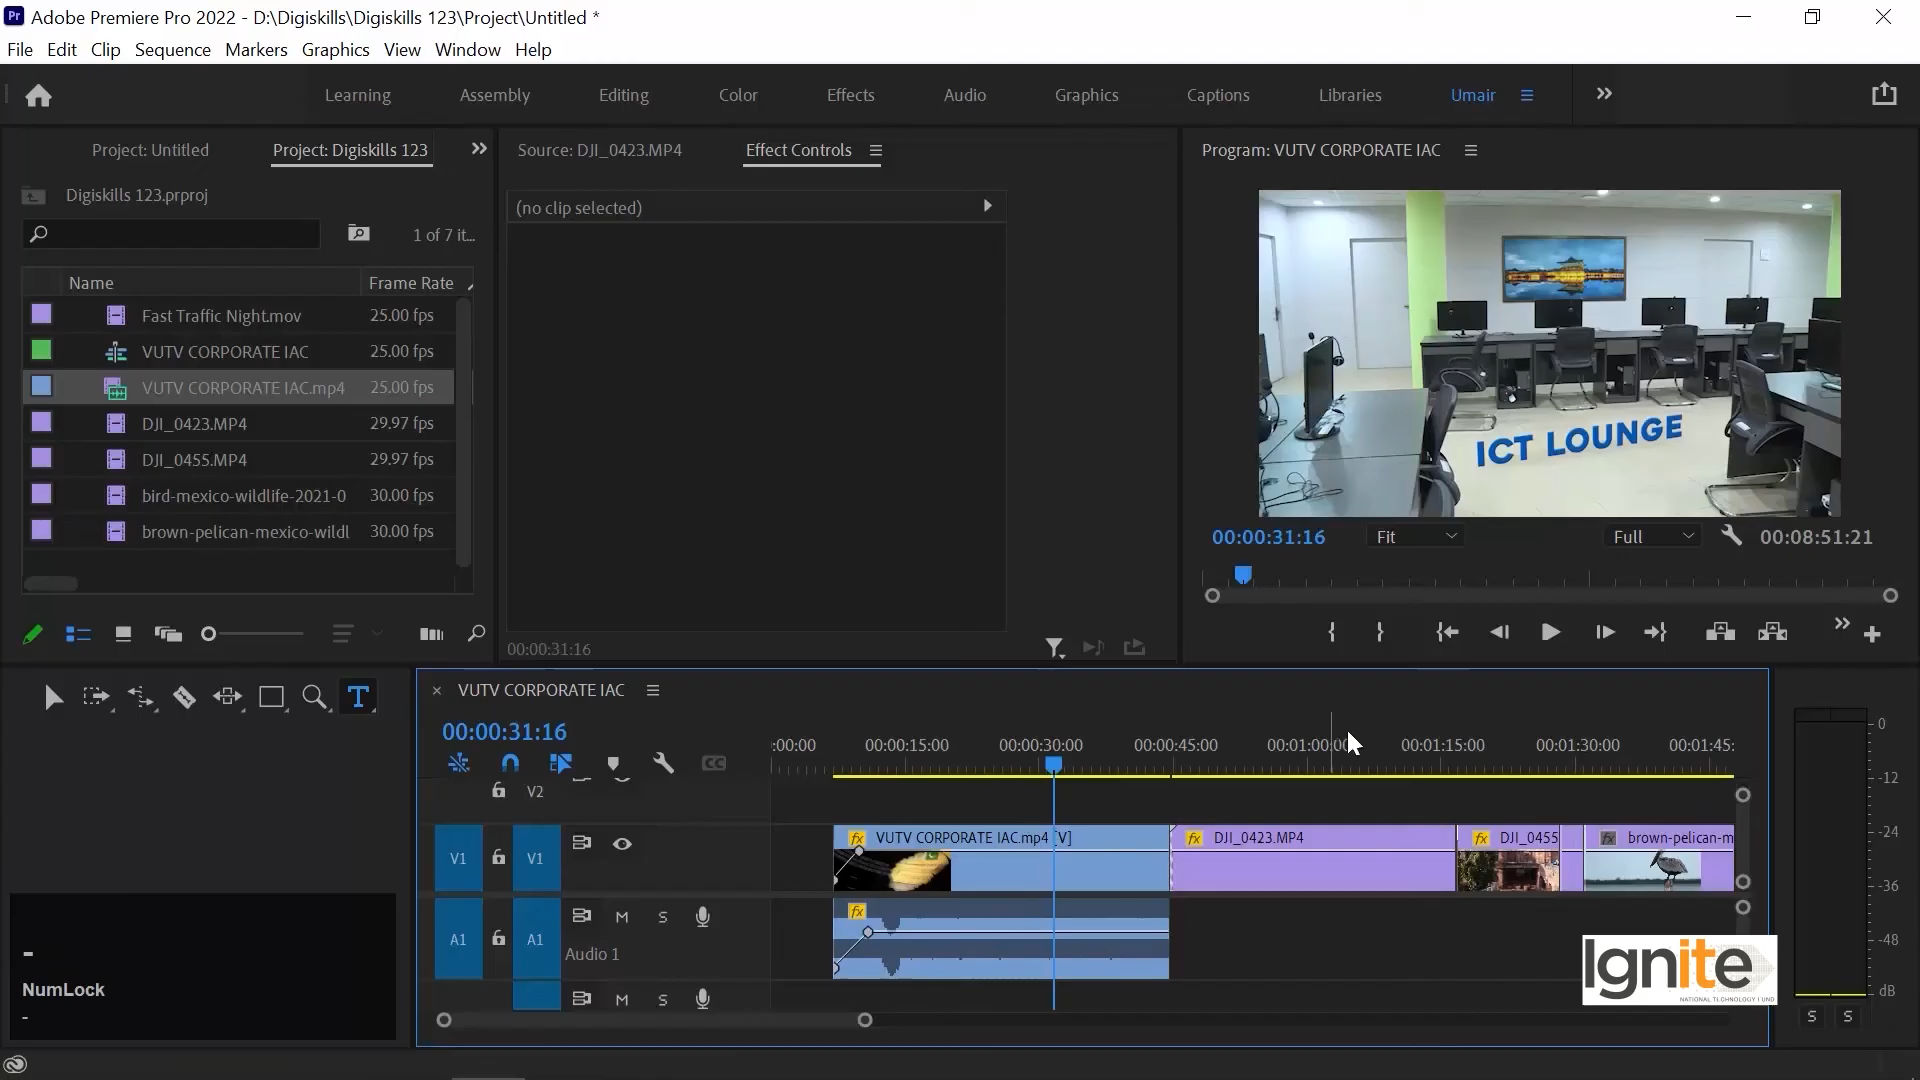 Adobe Premiere Pro 2022 - D:\Digiskills\Digiskills 123\Project\Untitled *
File Edit Clip Sequence Markers Graphics View Window Help
Learning Assembly Editing Color Effects Audio Graphics Captions Libraries Umair
Project: Untitled Project: Digiskills 123
Digiskills 123.prproj
1 of 7 it...
Name Frame Rate
Fast Traffic Night.mov 25.00 fps
VUTV CORPORATE IAC 25.00 fps
VUTV CORPORATE IAC.mp4 25.00 fps
DJI_0423.MP4 29.97 fps
DJI_0455.MP4 29.97 fps
bird-mexico-wildlife-2021-0 30.00 fps
brown-pelican-mexico-wildl 30.00 fps
Source: DJI_0423.MP4 Effect Controls
(no clip selected)
00:00:31:16
Program: VUTV CORPORATE IAC
ICT LOUNGE
00:00:31:16 Fit Full 00:08:51:21
× VUTV CORPORATE IAC
00:00:31:16
:00:00 00:00:15:00 00:00:30:00 00:00:45:00 00:01:00:00 00:01:15:00 00:01:30:00 00:01:45:
V2
V1 V1
fx VUTV CORPORATE IAC.mp4 [V] fx DJI_0423.MP4 fx DJI_0455 fx brown-pelican-m
A1 A1 M S
Audio 1
fx
M S
0
-12
-24
-36
-48
dB
S S
-
NumLock
-
Ignite
NATIONAL TECHNOLOGY FUND